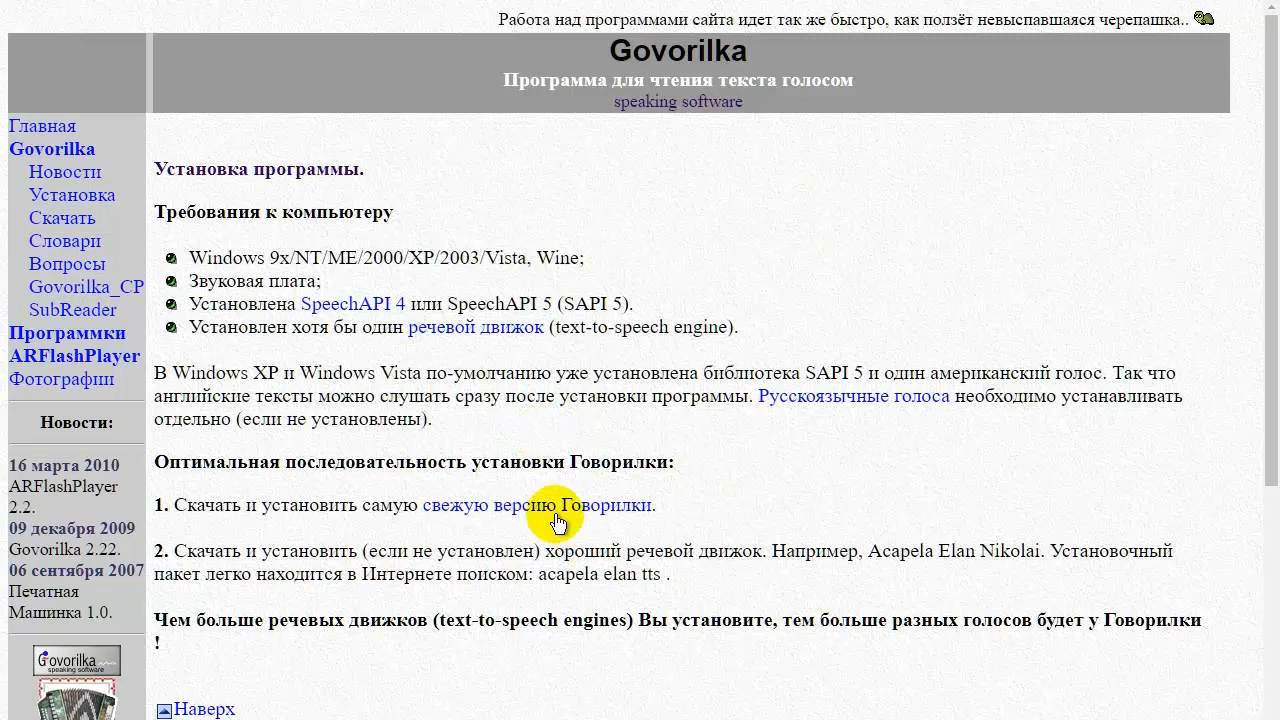 Работа над программами сайта идет так же быстро, как ползёт невыспавшаяся черепашка..
Govorilka
Программа для чтения текста голосом
speaking software
Главная
Govorilka
Новости
Установка
Скачать
Словари
Вопросы
Govorilka_CP
SubReader
Программки
ARFlashPlayer
Фотографии
Новости:
16 марта 2010
ARFlashPlayer
2.2.
09 декабря 2009
Govorilka 2.22.
06 сентября 2007
Печатная
Машинка 1.0.
Govorilka
speaking software
Установка программы.
Требования к компьютеру
Windows 9x/NT/ME/2000/XP/2003/Vista, Wine;
Звуковая плата;
Установлена SpeechAPI 4 или SpeechAPI 5 (SAPI 5).
Установлен хотя бы один речевой движок (text-to-speech engine).
В Windows XP и Windows Vista по-умолчанию уже установлена библиотека SAPI 5 и один американский голос. Так что
английские тексты можно слушать сразу после установки программы. Русскоязычные голоса необходимо устанавливать
отдельно (если не установлены).
Оптимальная последовательность установки Говорилки:
1. Скачать и установить самую свежую версию Говорилки.
2. Скачать и установить (если не установлен) хороший речевой движок. Например, Acapela Elan Nikolai. Установочный
пакет легко находится в Интернете поиском: acapela elan tts .
Чем больше речевых движков (text-to-speech engines) Вы установите, тем больше разных голосов будет у Говорилки
!
Наверх